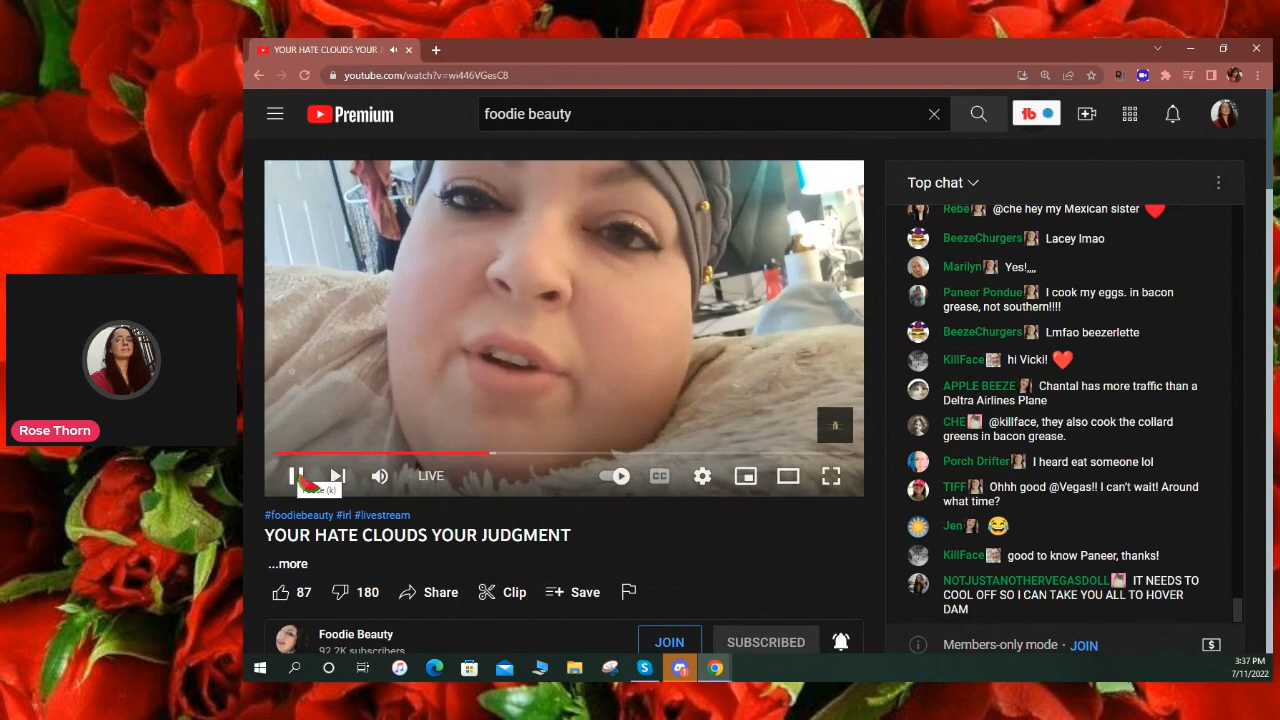 YOUR HATE CLOUDS YOUR J
youtube.com/watch?v=wi446VGesC8
Premium
foodie beauty
tb
Top chat
Rebe @che hey my Mexican sister
BeezeChurgers Lacey lmao
Marilyn Yes!,,,,
Paneer Pondue I cook my eggs. in bacon
grease, not southern!!!!
BeezeChurgers Lmfao beezerlette
KillFace hi Vicki!
APPLE BEEZE Chantal has more traffic than a
Deltra Airlines Plane
CHE @killface, they also cook the collard
greens in bacon grease.
Porch Drifter I heard eat someone lol
TIFF Ohhh good @Vegas!! I can't wait! Around
what time?
Jen
KillFace good to know Paneer, thanks!
NOTJUSTANOTHERVEGASDOLL IT NEEDS TO
COOL OFF SO I CAN TAKE YOU ALL TO HOVER
DAM
Members-only mode · JOIN
Rose Thorn
LIVE
CC
Pause (k)
#foodiebeauty #irl #livestream
YOUR HATE CLOUDS YOUR JUDGMENT
...more
87 180 Share Clip Save
Foodie Beauty
92.2K subscribers
JOIN SUBSCRIBED
3:37 PM
7/11/2022